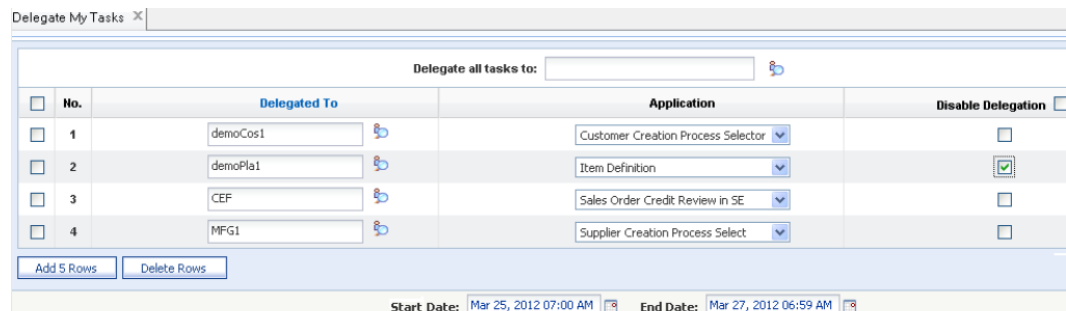 Delegate My Tasks
Delegate all tasks to:
No. Delegated To Application Disable Delegation
1 demoCos1 Customer Creation Process Selector
2 demoPla1 Item Definition
3 CEF Sales Order Credit Review in SE
4 MFG1 Supplier Creation Process Select
Add 5 Rows Delete Rows
Start Date: Mar 25, 2012 07:00 AM End Date: Mar 27, 2012 06:59 AM